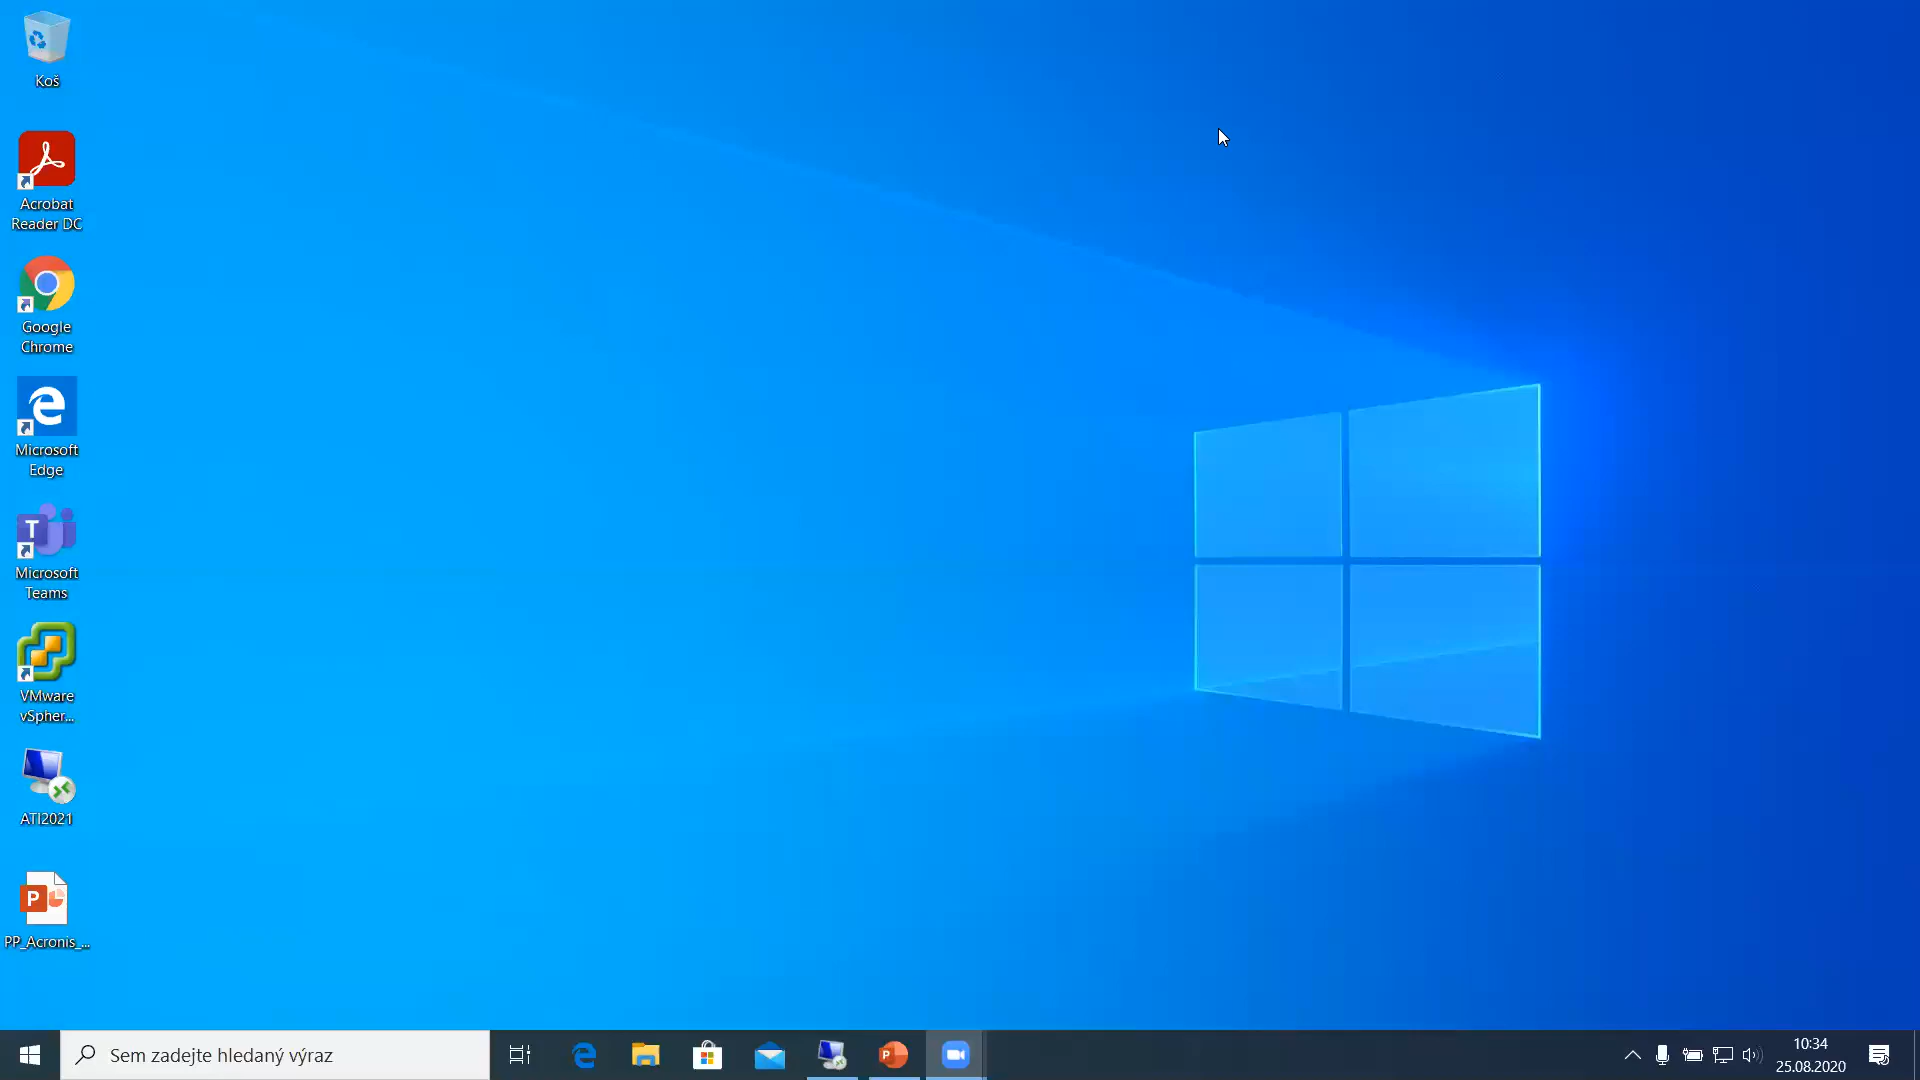 Koš
Acrobat
Reader DC
Google
Chrome
Microsoft
Edge
T
Microsoft
Teams
VMware
vSpher...
ATI2021
P
PP_Acronis_...
Sem zadejte hledaný výraz
P
10:34
25.08.2020